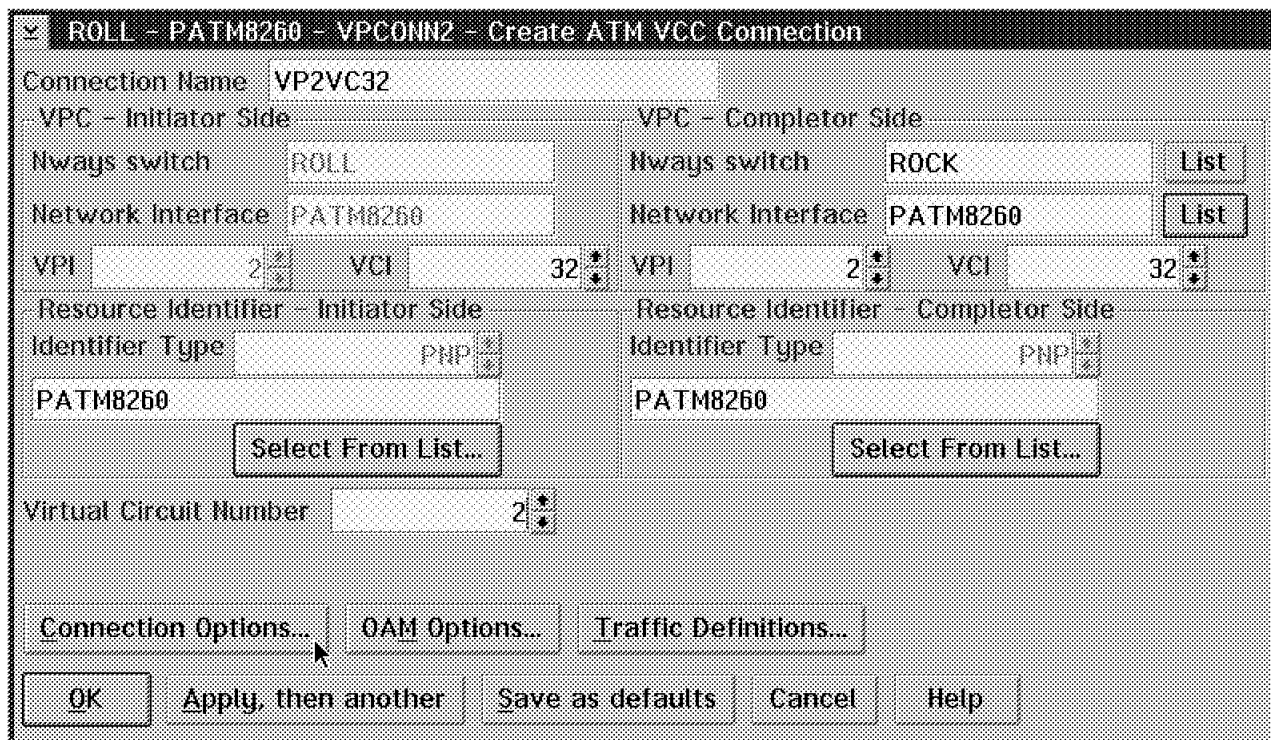 ROLL - PATM8260 - VPCONN2 - Create ATM VCC Connection
Connection Name VP2VC32
VPC - Initiator Side VPC - Completor Side
Nways switch ROLL Nways switch ROCK List
Network Interface PATM8260 Network Interface PATM8260 List
VPI 2 VCI 32 VPI 2 VCI 32
Resource Identifier - Initiator Side Resource Identifier - Completor Side
Identifier Type PNP Identifier Type PNP
PATM8260 PATM8260
Select From List... Select From List...
Virtual Circuit Number 2
Connection Options... OAM Options... Traffic Definitions...
OK Apply, then another Save as defaults Cancel Help